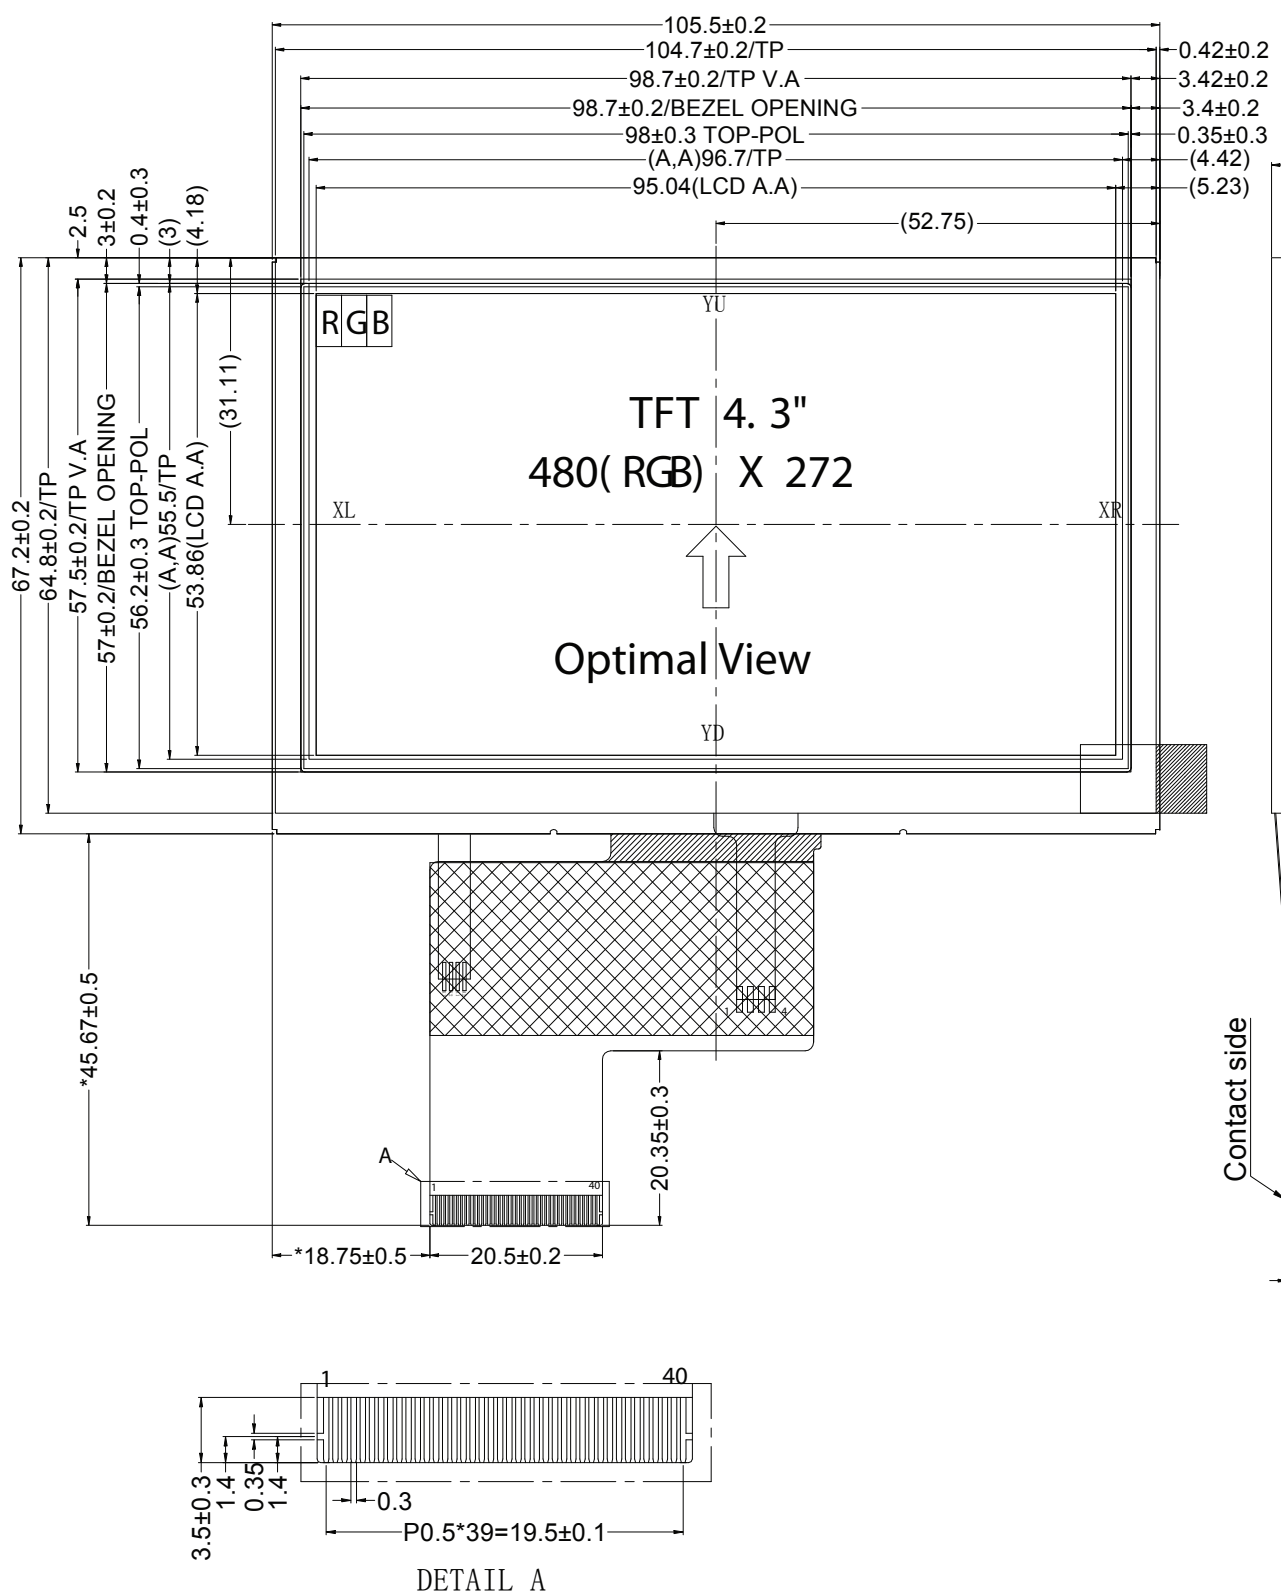 105.5±0.2
104.7±0.2/TP
0.42±0.2
98.7±0.2/TP V.A
3.42±0.2
98.7±0.2/BEZEL OPENING
3.4±0.2
98±0.3 TOP-POL
0.35±0.3
(A,A)96.7/TP
(4.42)
95.04(LCD A.A)
(5.23)
(52.75)
2.5
3±0.2
0.4±0.3
(3)
(4.18)
67.2±0.2
64.8±0.2/TP
57.5±0.2/TP V.A
57±0.2/BEZEL OPENING
56.2±0.3 TOP-POL
(A,A)55.5/TP
53.86(LCD A.A)
(31.11)
RGB
YU
TFT 4.3"
480(RGB) X 272
XL
XR
Optimal View
YD
1 4
*45.67±0.5
20.35±0.3
Contact side
A
1 40
*18.75±0.5
20.5±0.2
1 40
3.5±0.3
1.4
0.35
1.4
0.3
P0.5*39=19.5±0.1
DETAIL A